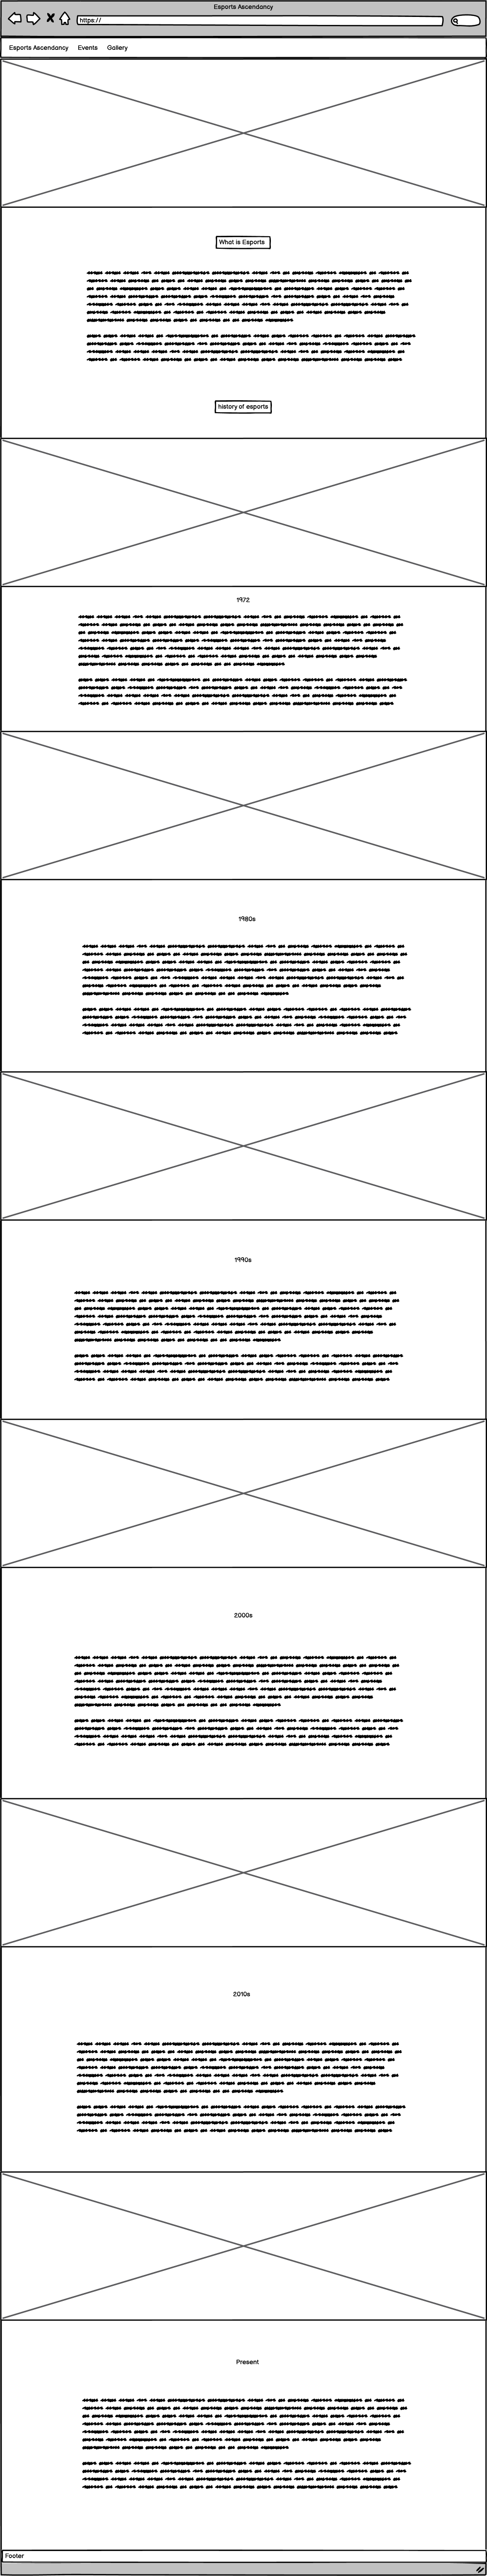 Esports Ascendancy
https://
Esports Ascendancy Events Gallery
What is Esports
history of esports
1972
1980s
1990s
2000s
2010s
Present
Footer